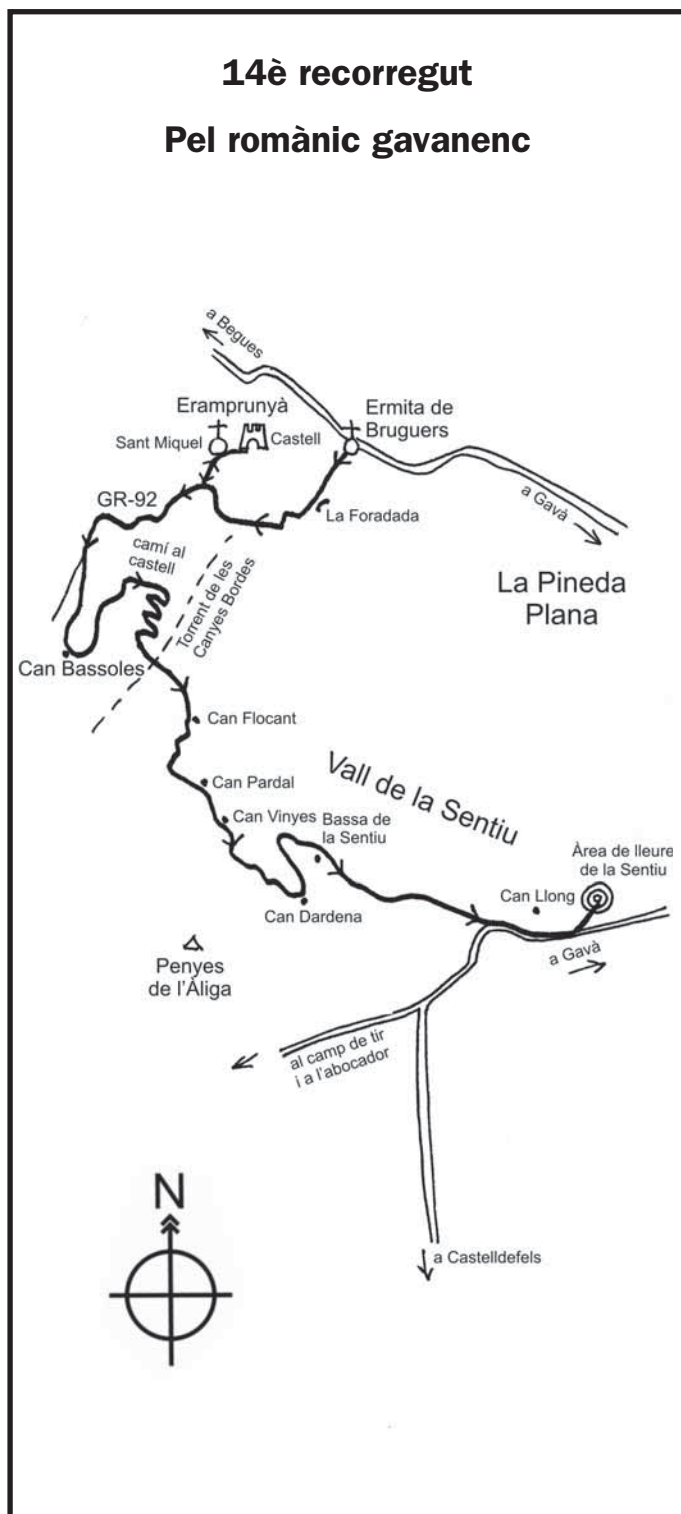 14è recorregut
Pel romànic gavanenc
a Begues
Eramprunyà
Ermita de
Bruguers
Sant Miquel
Castell
GR-92
La Foradada
a Gavà
camí al
castell
Torrent de les
Canyes Bordes
La Pineda
Plana
Can Bassoles
Can Flocant
Vall de la Sentiu
Can Pardal
Can Vinyes
Bassa de
la Sentiu
Àrea de lleure
de la Sentiu
Can Llong
Can Dardena
a Gavà
Penyes
de l'Àliga
al camp de tir
i a l'abocador
N
a Castelldefels